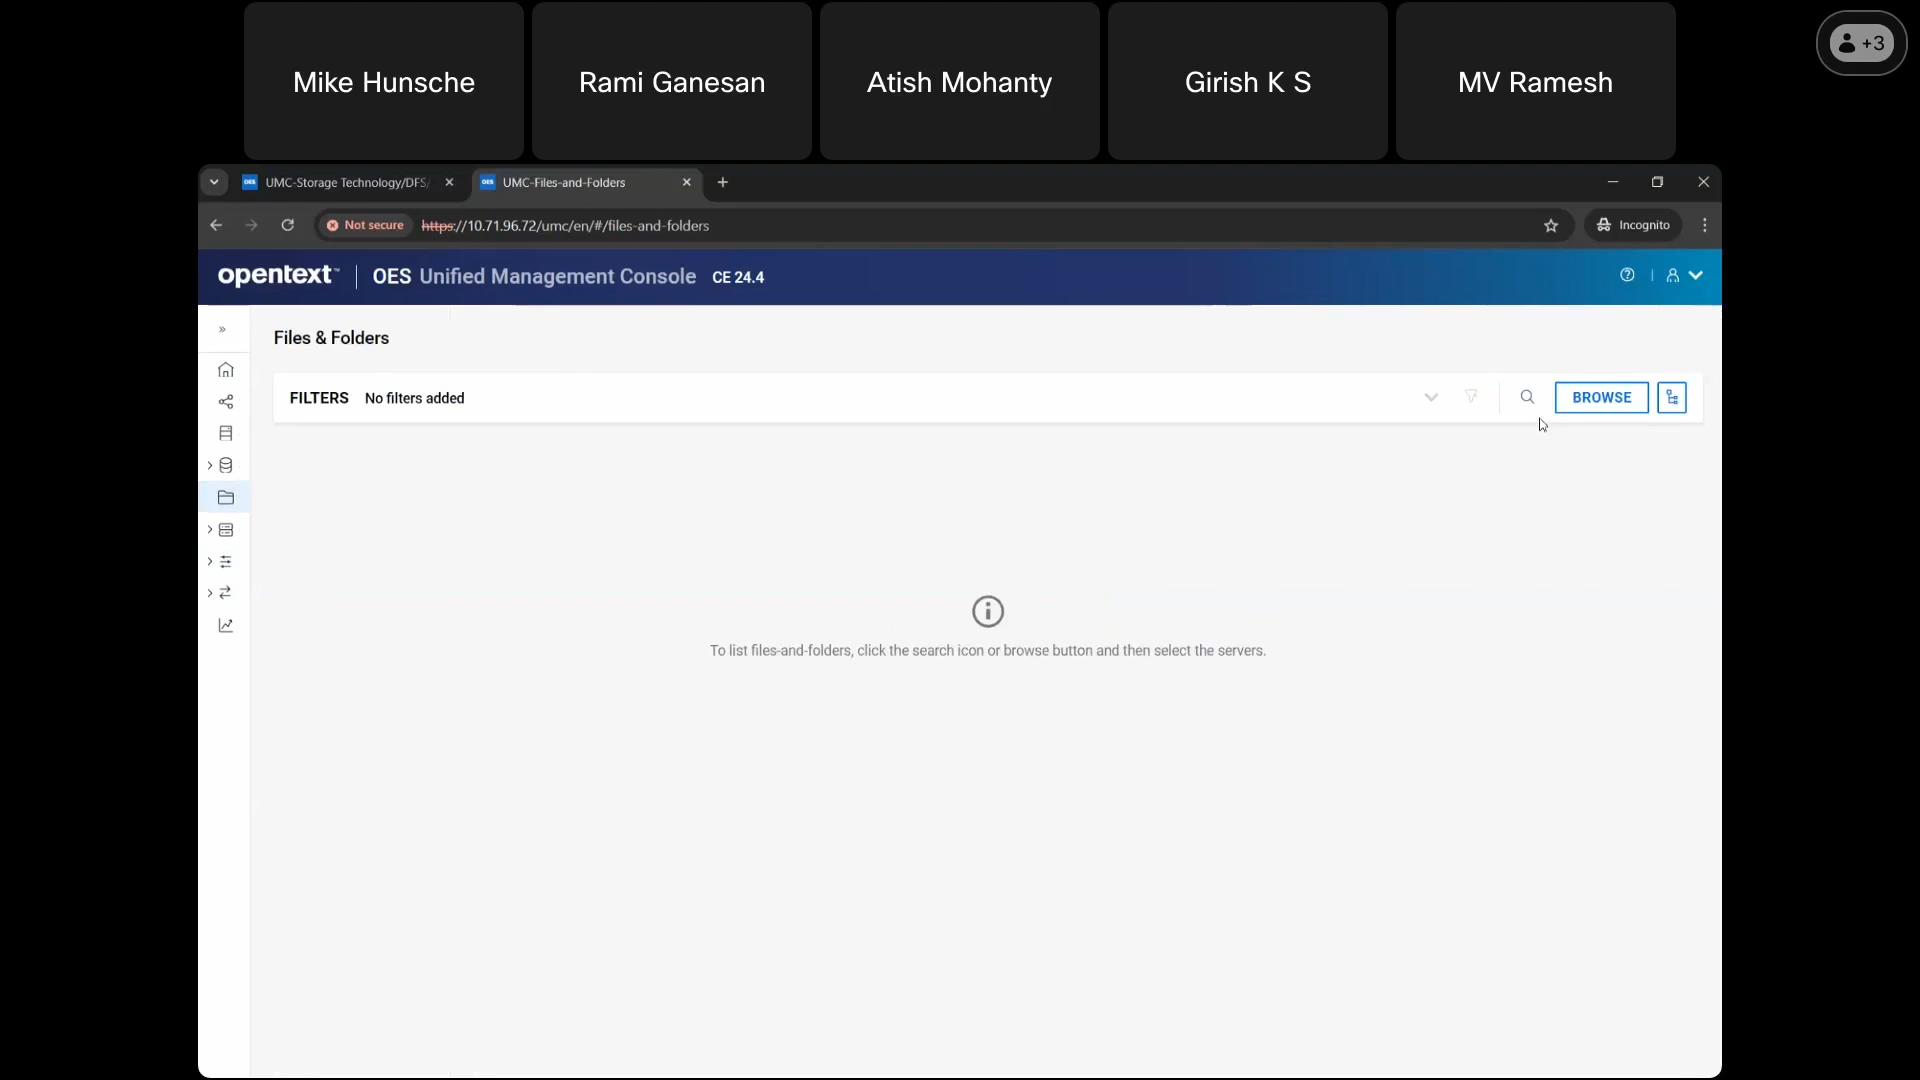 Mike Hunsche
Rami Ganesan
Atish Mohanty
Girish K S
MV Ramesh
+3
OES UMC-Storage Technology/DFS/
OES UMC-Files-and-Folders
Not secure https://10.71.96.72/umc/en/#/files-and-folders
Incognito
opentext™ | OES Unified Management Console CE 24.4
Files & Folders
FILTERS No filters added
BROWSE
To list files-and-folders, click the search icon or browse button and then select the servers.